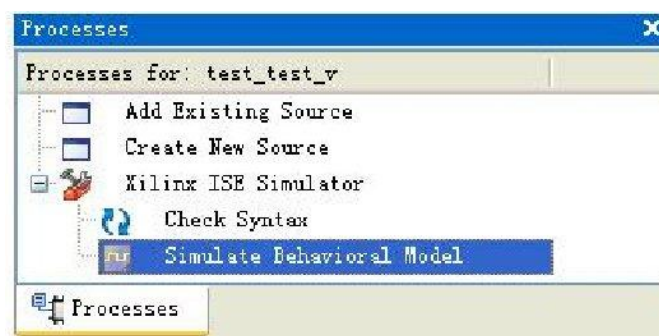 Processes
Processes for: test_test_v
Add Existing Source
Create New Source
Xilinx ISE Simulator
Check Syntax
Simulate Behavioral Model
Processes